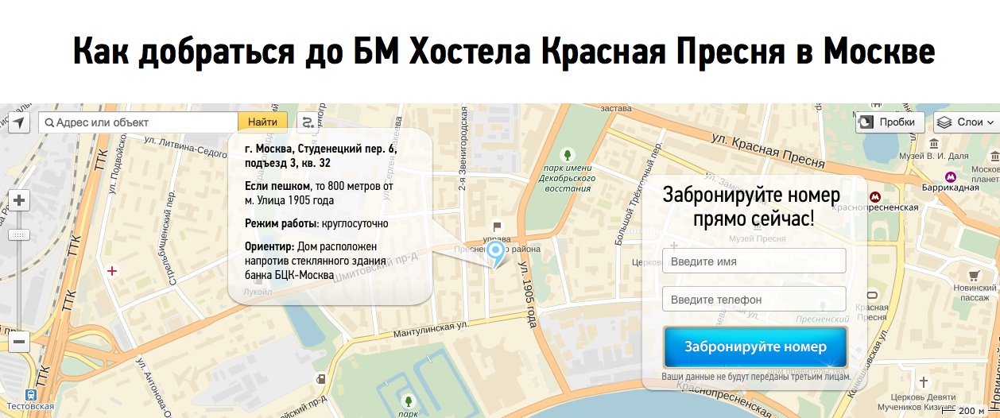 Как добраться до БМ Хостела Красная Пресня в Москве
Адрес или объект
Найти
Пробки
Слои
г. Москва, Студенецкий пер. 6,
подъезд 3, кв. 32
Если пешком, то 800 метров от
м. Улица 1905 года
Режим работы: круглосуточно
Ориентир: Дом расположен
напротив стеклянного здания
банка БЦК-Москва
Забронируйте номер
прямо сейчас!
Введите имя
Введите телефон
Забронируйте номер
Ваши данные не будут переданы третьим лицам.
застава
ул. Литвина-Седого
ТТК
ул. Подвойского
Стрельбищенский пер.
2-я Звенигородская
парк имени
Декабрьского
восстания
ул. Красная Пресня
Большой Трёхгорный пер.
Музей В. И. Даля
Баррикадная
Краснопресненская
Музей Пресня
управа
Пресненского района
Шмитовский пр-д
Лукойл
ТТК
ул. 1905 года
Мантулинская ул.
Церковь
Новинский
пассаж
Красная
Пресня
Пресненский
ТТК
ул. Антонова-
Тестовская
парк
Краснопресненская
Конюшковская ул.
Церковь Девяти
Мучеников Кизичес
200 м